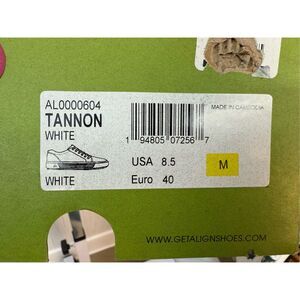 AL0000604
TANNON
WHITE
1 94805 07256 7
MADE IN CAMBODIA
USA 8.5
M
WHITE
Euro 40
WWW.GETALIGNSHOES.COM